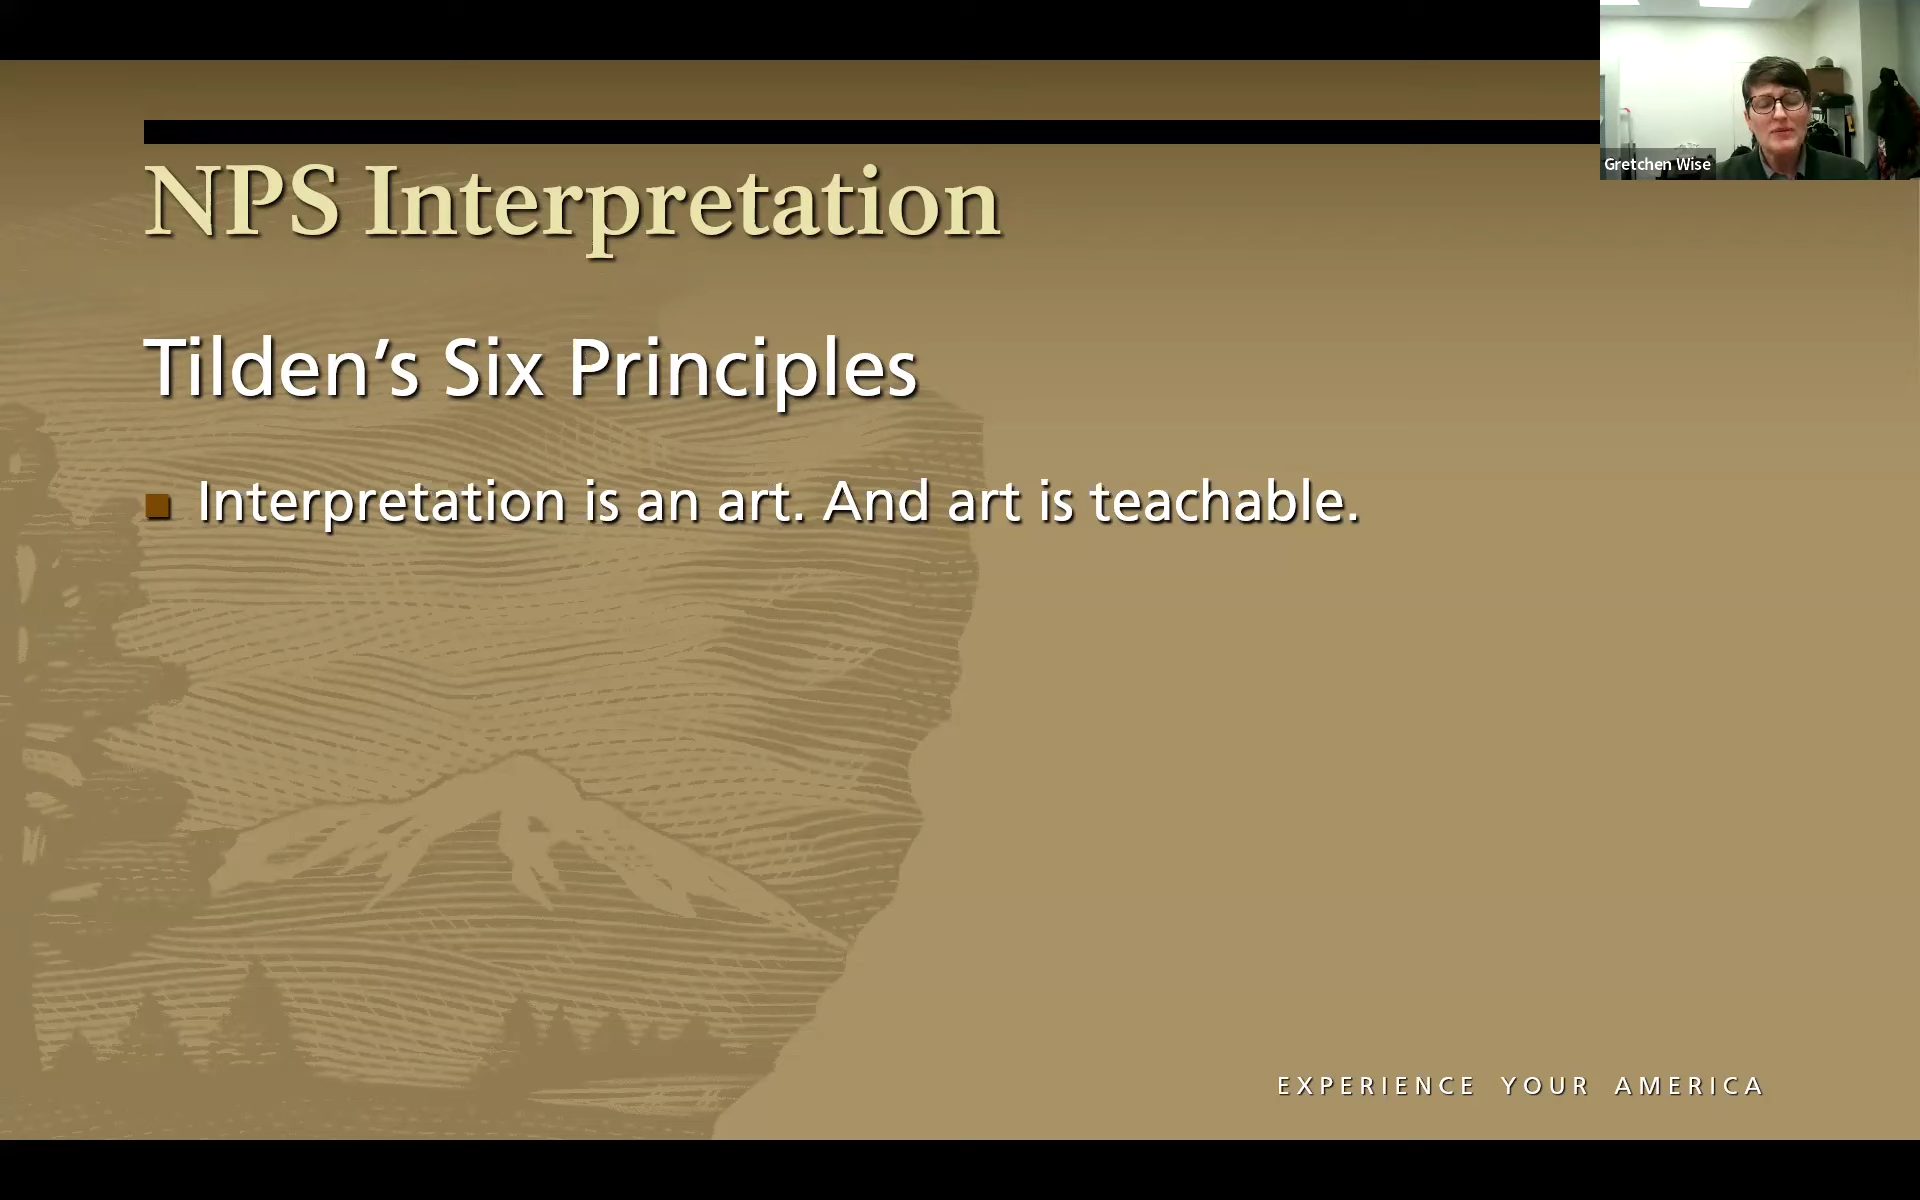 NPS Interpretation
Gretchen Wise
Tilden’s Six Principles
Interpretation is an art. And art is teachable.
EXPERIENCE YOUR AMERICA